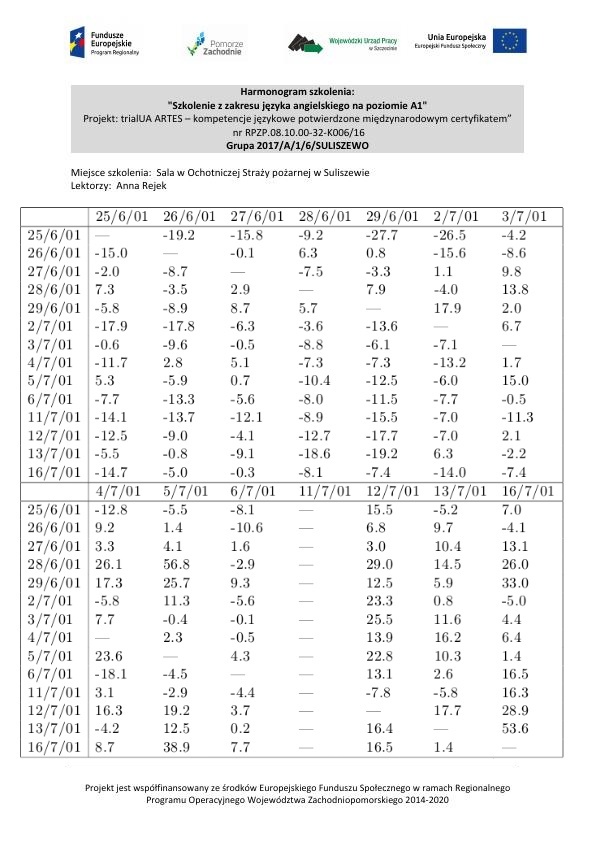 Fundusze
Europejskie
Program Regionalny
Pomorze
Zachodnie
Wojewódzki Urząd Pracy
w Szczecinie
Unia Europejska
Europejski Fundusz Społeczny
Harmonogram szkolenia:
"Szkolenie z zakresu języka angielskiego na poziomie A1"
Projekt: trialUA ARTES – kompetencje językowe potwierdzone międzynarodowym certyfikatem”
nr RPZP.08.10.00-32-K006/16
Grupa 2017/A/1/6/SULISZEWO
Miejsce szkolenia: Sala w Ochotniczej Straży pożarnej w Suliszewie
Lektorzy: Anna Rejek
25/6/01 26/6/01 27/6/01 28/6/01 29/6/01 2/7/01 3/7/01
25/6/01 — -19.2 -15.8 -9.2 -27.7 -26.5 -4.2
26/6/01 -15.0 — -0.1 6.3 0.8 -15.6 -8.6
27/6/01 -2.0 -8.7 — -7.5 -3.3 1.1 9.8
28/6/01 7.3 -3.5 2.9 — 7.9 -4.0 13.8
29/6/01 -5.8 -8.9 8.7 5.7 — 17.9 2.0
2/7/01 -17.9 -17.8 -6.3 -3.6 -13.6 — 6.7
3/7/01 -0.6 -9.6 -0.5 -8.8 -6.1 -7.1 —
4/7/01 -11.7 2.8 5.1 -7.3 -7.3 -13.2 1.7
5/7/01 5.3 -5.9 0.7 -10.4 -12.5 -6.0 15.0
6/7/01 -7.7 -13.3 -5.6 -8.0 -11.5 -7.7 -0.5
11/7/01 -14.1 -13.7 -12.1 -8.9 -15.5 -7.0 -11.3
12/7/01 -12.5 -9.0 -4.1 -12.7 -17.7 -7.0 2.1
13/7/01 -5.5 -0.8 -9.1 -18.6 -19.2 6.3 -2.2
16/7/01 -14.7 -5.0 -0.3 -8.1 -7.4 -14.0 -7.4
4/7/01 5/7/01 6/7/01 11/7/01 12/7/01 13/7/01 16/7/01
25/6/01 -12.8 -5.5 -8.1 — 15.5 -5.2 7.0
26/6/01 9.2 1.4 -10.6 — 6.8 9.7 -4.1
27/6/01 3.3 4.1 1.6 — 3.0 10.4 13.1
28/6/01 26.1 56.8 -2.9 — 29.0 14.5 26.0
29/6/01 17.3 25.7 9.3 — 12.5 5.9 33.0
2/7/01 -5.8 11.3 -5.6 — 23.3 0.8 -5.0
3/7/01 7.7 -0.4 -0.1 — 25.5 11.6 4.4
4/7/01 — 2.3 -0.5 — 13.9 16.2 6.4
5/7/01 23.6 — 4.3 — 22.8 10.3 1.4
6/7/01 -18.1 -4.5 — — 13.1 2.6 16.5
11/7/01 3.1 -2.9 -4.4 — -7.8 -5.8 16.3
12/7/01 16.3 19.2 3.7 — — 17.7 28.9
13/7/01 -4.2 12.5 0.2 — 16.4 — 53.6
16/7/01 8.7 38.9 7.7 — 16.5 1.4 —
Projekt jest współfinansowany ze środków Europejskiego Funduszu Społecznego w ramach Regionalnego
Programu Operacyjnego Województwa Zachodniopomorskiego 2014-2020